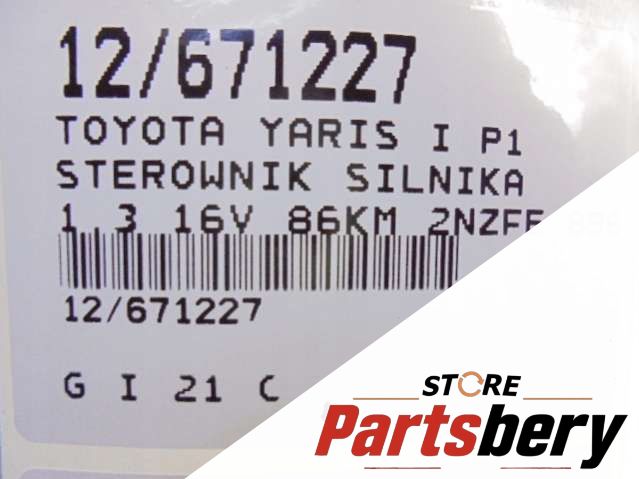 12/671227
TOYOTA YARIS I P1
STEROWNIK SILNIKA
1.3 16V 86KM 2NZFE
12/671227
G I 21 C
STORE
Partsbery